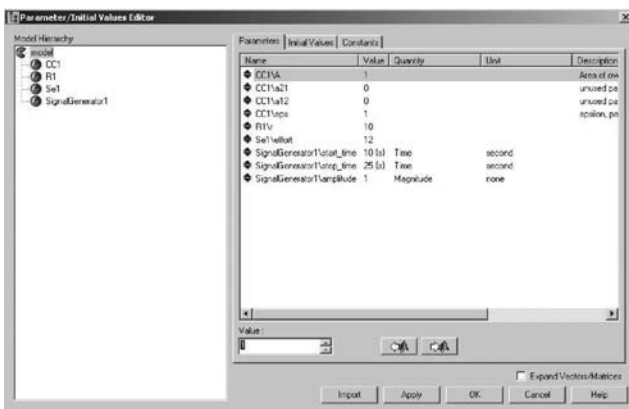 Parameter/Initial Values Editor
Model Hierarchy
model
CC1
R1
Se1
SignalGenerator1
Parameters Initial Values Constants
Name Value Quantity Unit Description
CC1\A 1 Area of ow
CC1\a21 0 unused pa
CC1\a12 0 unused pa
CC1\eps 1 epsilon, pe
R1\r 10
Se1\effort 12
SignalGenerator1\start_time 10 {s} Time second
SignalGenerator1\stop_time 25 {s} Time second
SignalGenerator1\amplitude 1 Magnitude none
Value :
1
Expand Vectors/Matrices
Import Apply OK Cancel Help